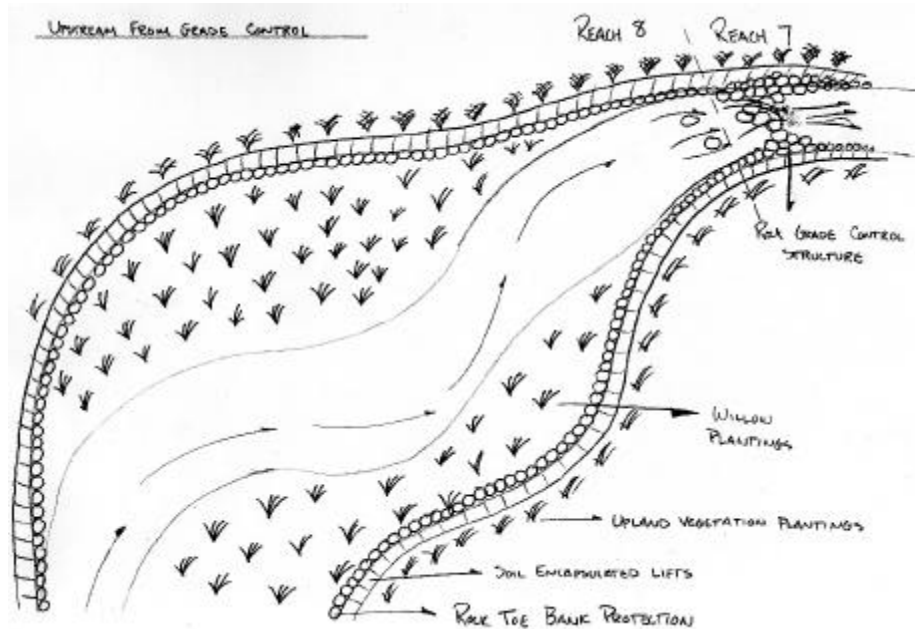 UPSTREAM FROM GRADE CONTROL
REACH 8
REACH 7
ROCK GRADE CONTROL
STRUCTURE
WILLOW
PLANTINGS
UPLAND VEGETATION PLANTINGS
SOIL ENCAPSULATED LIFTS
ROCK TOE BANK PROTECTION